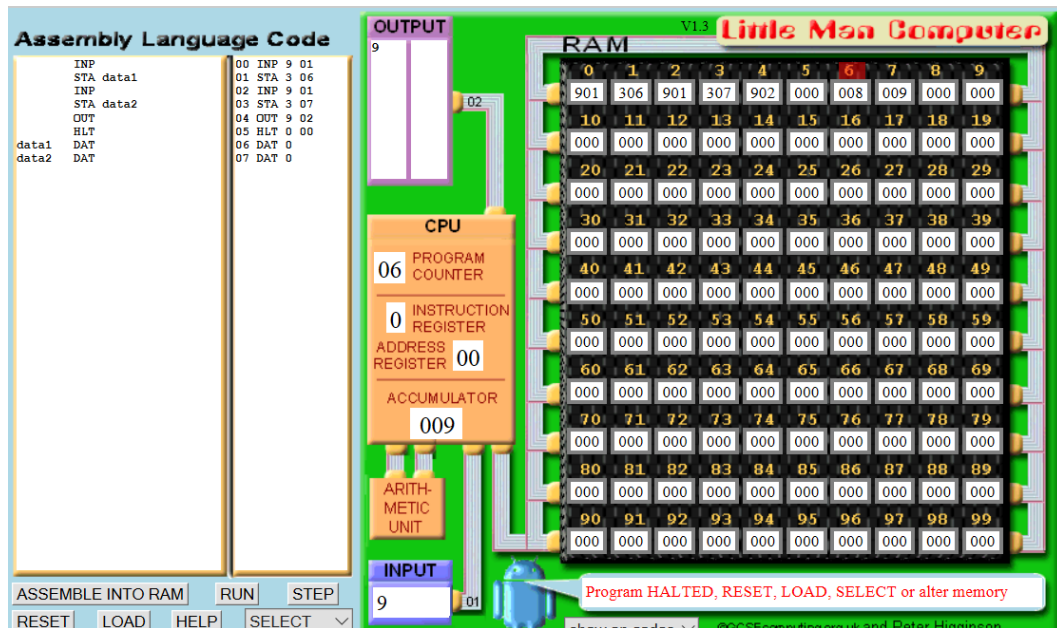 Assembly Language Code
INP
STA data1
INP
STA data2
OUT
HLT
data1 DAT
data2 DAT
00 INP 9 01
01 STA 3 06
02 INP 9 01
03 STA 3 07
04 OUT 9 02
05 HLT 0 00
06 DAT 0
07 DAT 0
ASSEMBLE INTO RAM RUN STEP
RESET LOAD HELP SELECT
OUTPUT
9
02
CPU
06 PROGRAM COUNTER
0 INSTRUCTION REGISTER
ADDRESS REGISTER 00
ACCUMULATOR
009
ARITH-
METIC
UNIT
INPUT
9
01
V1.3 Little Man Computer
RAM
0 1 2 3 4 5 6 7 8 9
901 306 901 307 902 000 008 009 000 000
10 11 12 13 14 15 16 17 18 19
000 000 000 000 000 000 000 000 000 000
20 21 22 23 24 25 26 27 28 29
000 000 000 000 000 000 000 000 000 000
30 31 32 33 34 35 36 37 38 39
000 000 000 000 000 000 000 000 000 000
40 41 42 43 44 45 46 47 48 49
000 000 000 000 000 000 000 000 000 000
50 51 52 53 54 55 56 57 58 59
000 000 000 000 000 000 000 000 000 000
60 61 62 63 64 65 66 67 68 69
000 000 000 000 000 000 000 000 000 000
70 71 72 73 74 75 76 77 78 79
000 000 000 000 000 000 000 000 000 000
80 81 82 83 84 85 86 87 88 89
000 000 000 000 000 000 000 000 000 000
90 91 92 93 94 95 96 97 98 99
000 000 000 000 000 000 000 000 000 000
Program HALTED, RESET, LOAD, SELECT or alter memory
©GCSEcomputing.org.uk and Peter Higginson